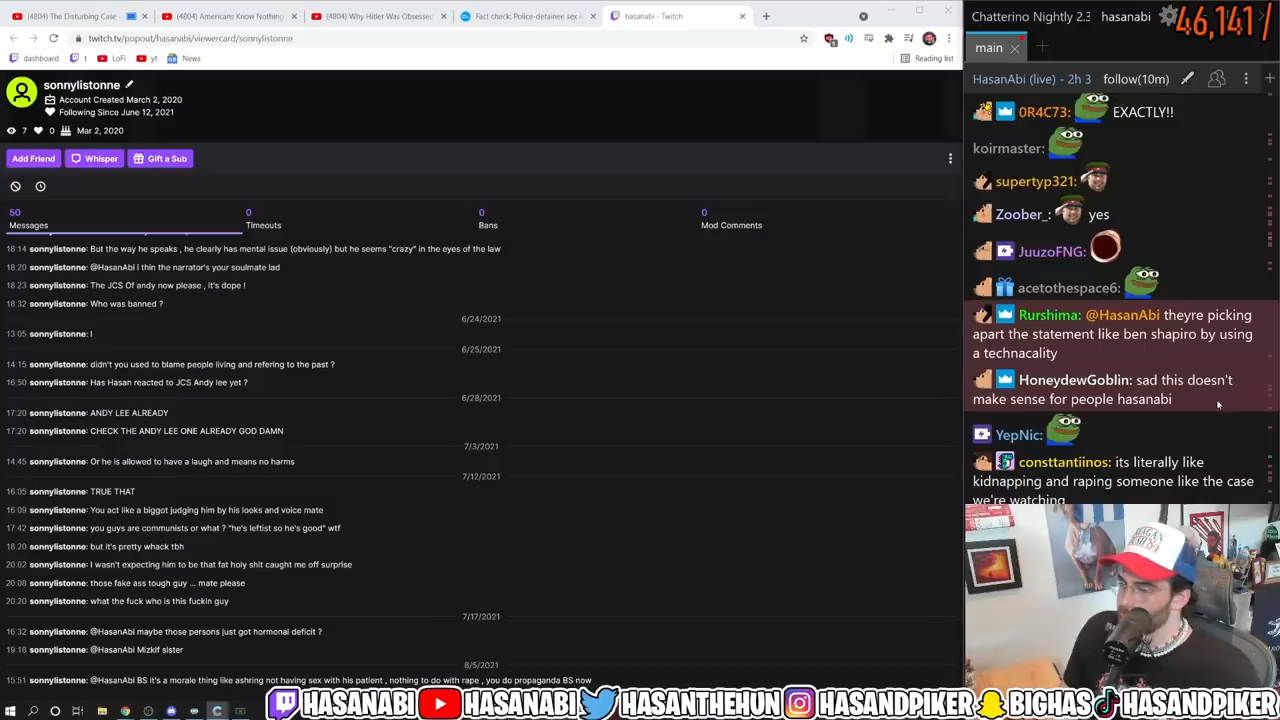 (4804) The Disturbing Case
(4804) Americans Know Nothing
(4804) Why Hitler Was Obsessed
Fact check: Police-detainee sex is
hasanabi - Twitch
twitch.tv/popout/hasanabi/viewercard/sonnylistonne
dashboard
t
LoFi
yt
News
Reading list
sonnylistonne
Account Created March 2, 2020
Following Since June 12, 2021
7
0
Mar 2, 2020
Add Friend
Whisper
Gift a Sub
50
0
0
0
Messages
Timeouts
Bans
Mod Comments
18:14 sonnylistonne: But the way he speaks , he clearly has mental issue (obviously) but he seems "crazy" in the eyes of the law
18:20 sonnylistonne: @HasanAbi i thin the narrator's your soulmate lad
18:23 sonnylistonne: The JCS Of andy now please , it's dope !
18:32 sonnylistonne: Who was banned ?
6/24/2021
13:05 sonnylistonne: !
6/25/2021
14:15 sonnylistonne: didn't you used to blame people living and refering to the past ?
16:50 sonnylistonne: Has Hasan reacted to JCS Andy lee yet ?
6/28/2021
17:20 sonnylistonne: ANDY LEE ALREADY
17:20 sonnylistonne: CHECK THE ANDY LEE ONE ALREADY GOD DAMN
7/3/2021
14:45 sonnylistonne: Or he is allowed to have a laugh and means no harms
7/12/2021
16:05 sonnylistonne: TRUE THAT
16:09 sonnylistonne: You act like a biggot judging him by his looks and voice mate
17:42 sonnylistonne: you guys are communists or what ? "he's leftist so he's good" wtf
18:20 sonnylistonne: but it's pretty whack tbh
20:02 sonnylistonne: I wasn't expecting him to be that fat holy shit caught me off surprise
20:08 sonnylistonne: those fake ass tough guy ... mate please
20:20 sonnylistonne: what the fuck who is this fuckin guy
7/17/2021
16:32 sonnylistonne: @HasanAbi maybe those persons just got hormonal deficit ?
19:18 sonnylistonne: @HasanAbi Mizkif sister
8/5/2021
15:51 sonnylistonne: @HasanAbi BS it's a morale thing like ashring not having sex with his patient , nothing to do with rape , you do propaganda BS now
Chatterino Nightly 2.3
hasanabi
46,141 /
main
HasanAbi (live) - 2h 3
follow(10m)
0R4C73: EXACTLY!!
koirmaster:
supertyp321:
Zoober_: yes
JuuzoFNG:
acetothespace6:
Rurshima: @HasanAbi theyre picking
apart the statement like ben shapiro by using
a technacality
HoneydewGoblin: sad this doesn't
make sense for people hasanabi
YepNic:
consttantiinos: its literally like
kidnapping and raping someone like the case
we're watching
HASANABI
HASANABI
HASANTHEHUN
HASANDPIKER
BIGHAS
HASANDPIKER